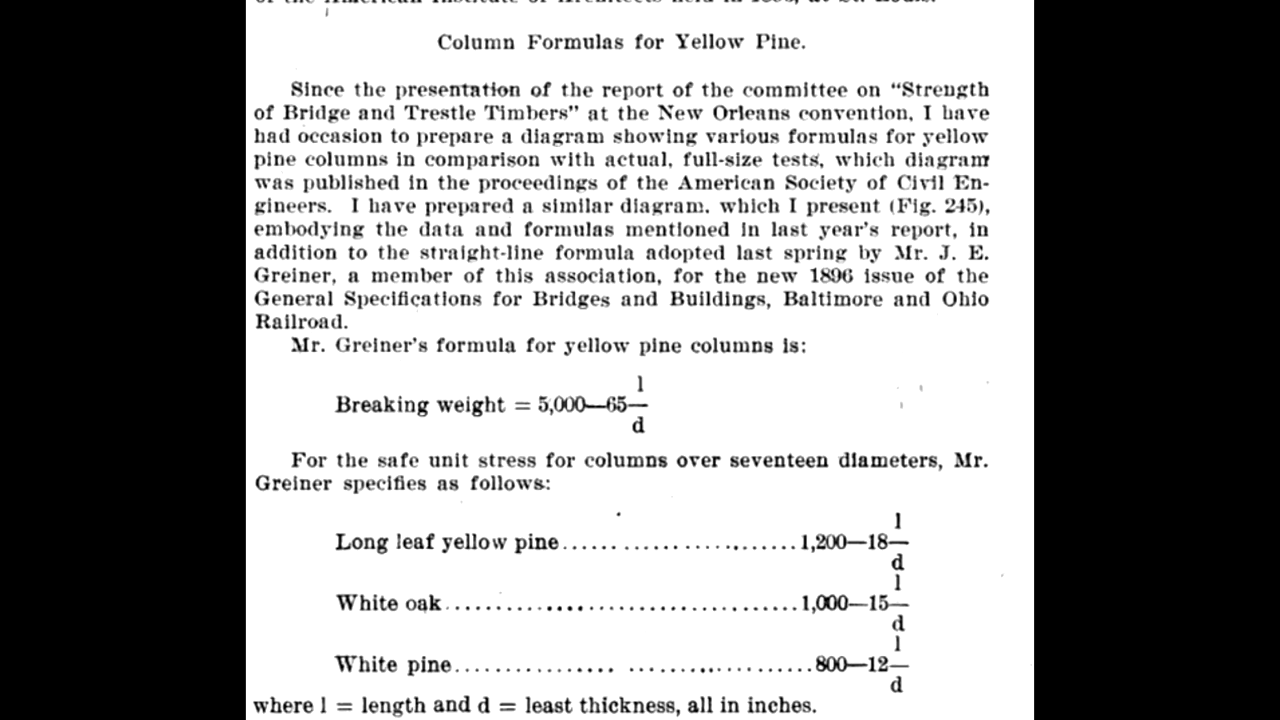 Column Formulas for Yellow Pine.
Since the presentation of the report of the committee on "Strength
of Bridge and Trestle Timbers" at the New Orleans convention, I have
had occasion to prepare a diagram showing various formulas for yellow
pine columns in comparison with actual, full-size tests, which diagram
was published in the proceedings of the American Society of Civil En-
gineers. I have prepared a similar diagram, which I present (Fig. 245),
embodying the data and formulas mentioned in last year's report, in
addition to the straight-line formula adopted last spring by Mr. J. E.
Greiner, a member of this association, for the new 1896 issue of the
General Specifications for Bridges and Buildings, Baltimore and Ohio
Railroad.
Mr. Greiner's formula for yellow pine columns is:
l
Breaking weight = 5,000—65—
d
For the safe unit stress for columns over seventeen diameters, Mr.
Greiner specifies as follows:
l
Long leaf yellow pine........................1,200—18—
d
l
White oak...................................1,000—15—
d
l
White pine...................................800—12—
d
where l = length and d = least thickness, all in inches.